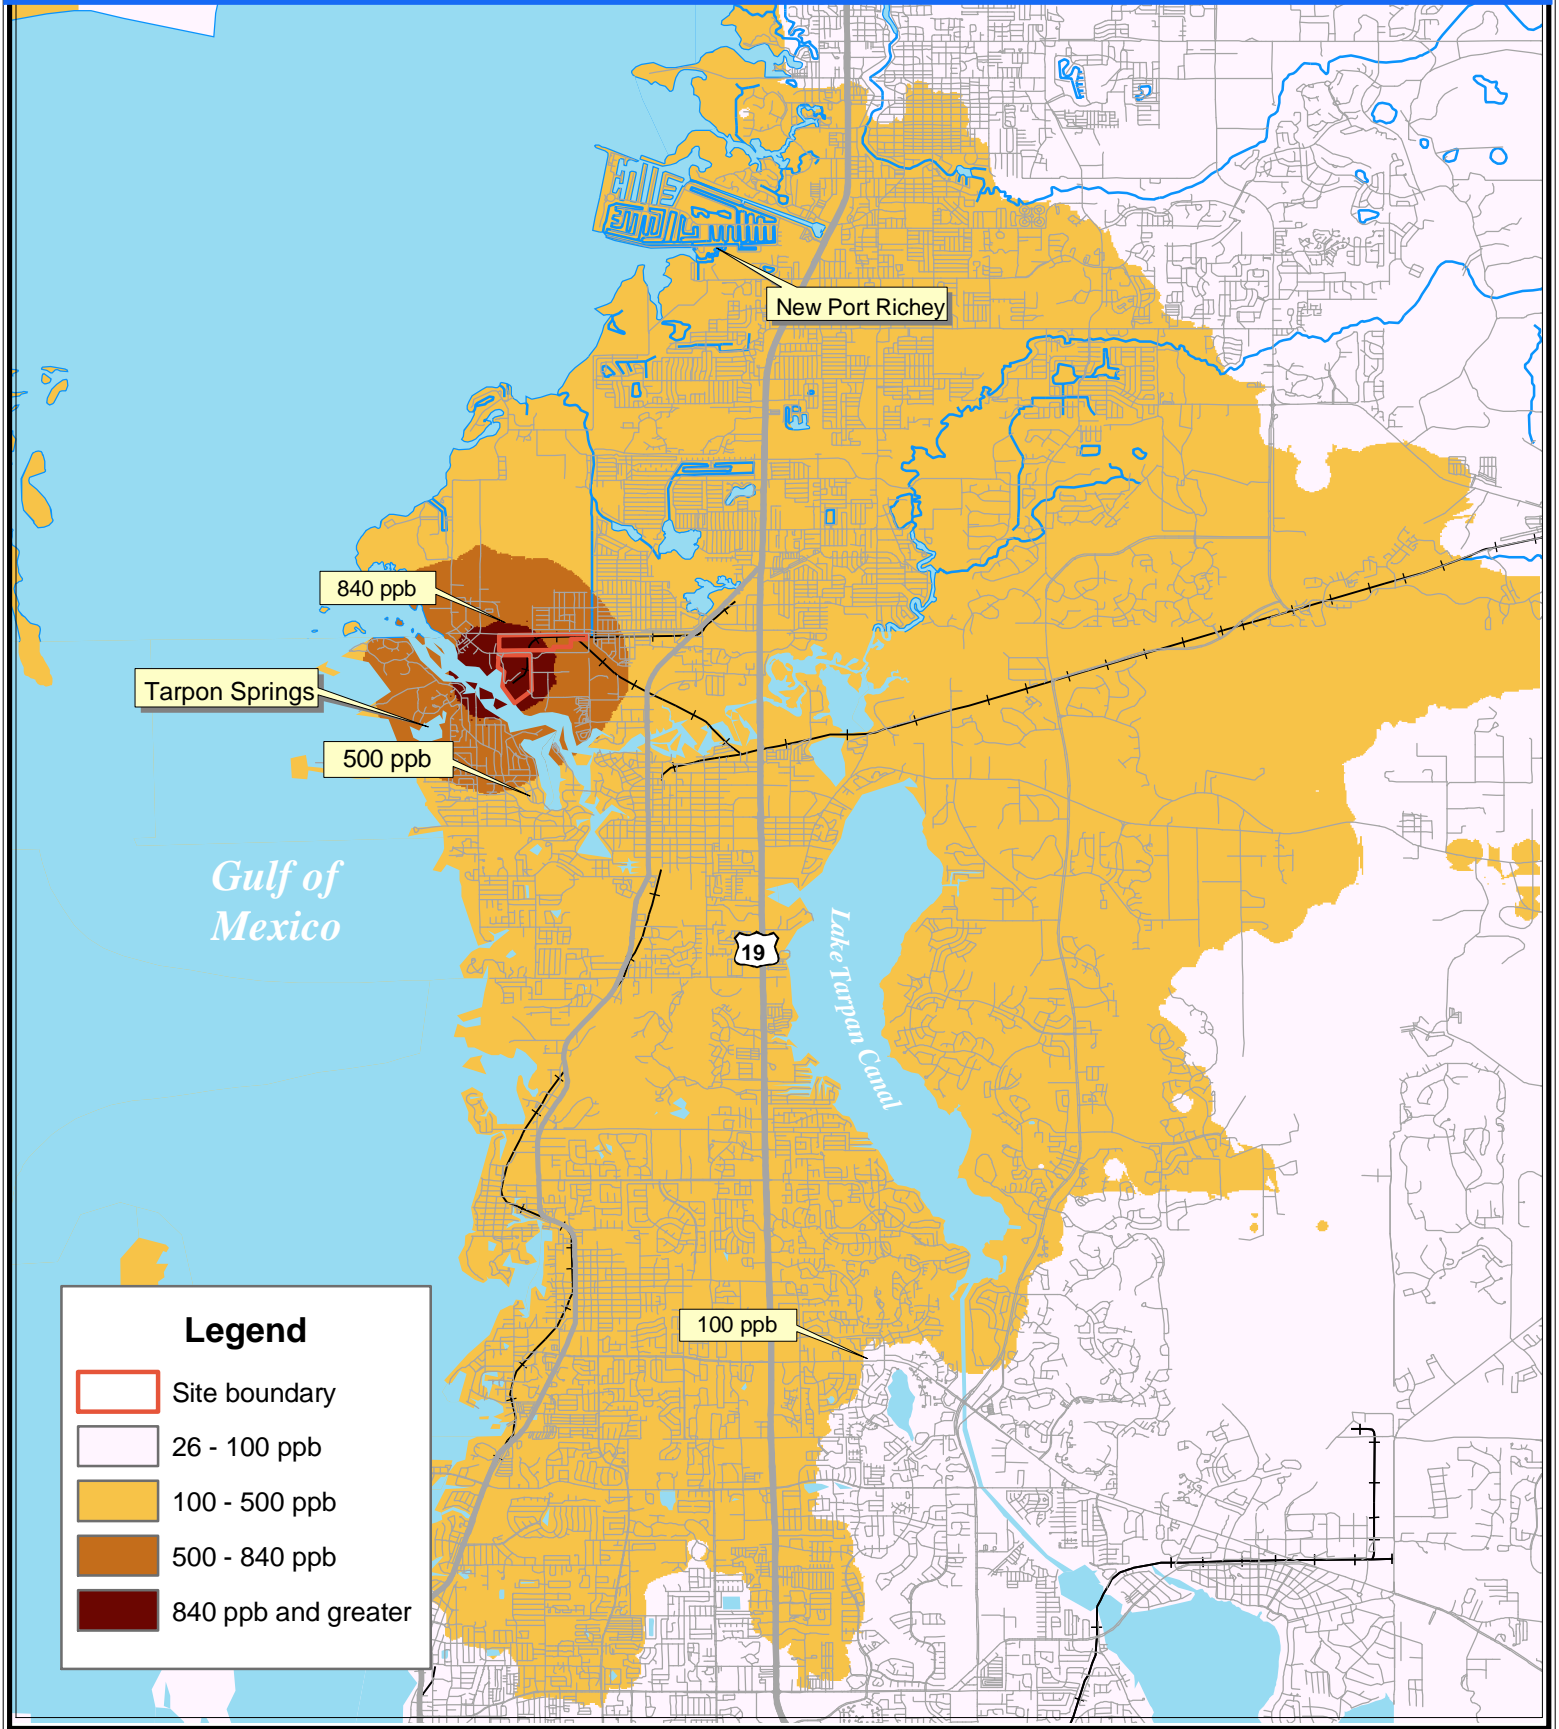 New Port Richey
840 ppb
Tarpon Springs
500 ppb
Gulf of
Mexico
19
Lake Tarpan Canal
100 ppb
Legend
Site boundary
26 - 100 ppb
100 - 500 ppb
500 - 840 ppb
840 ppb and greater